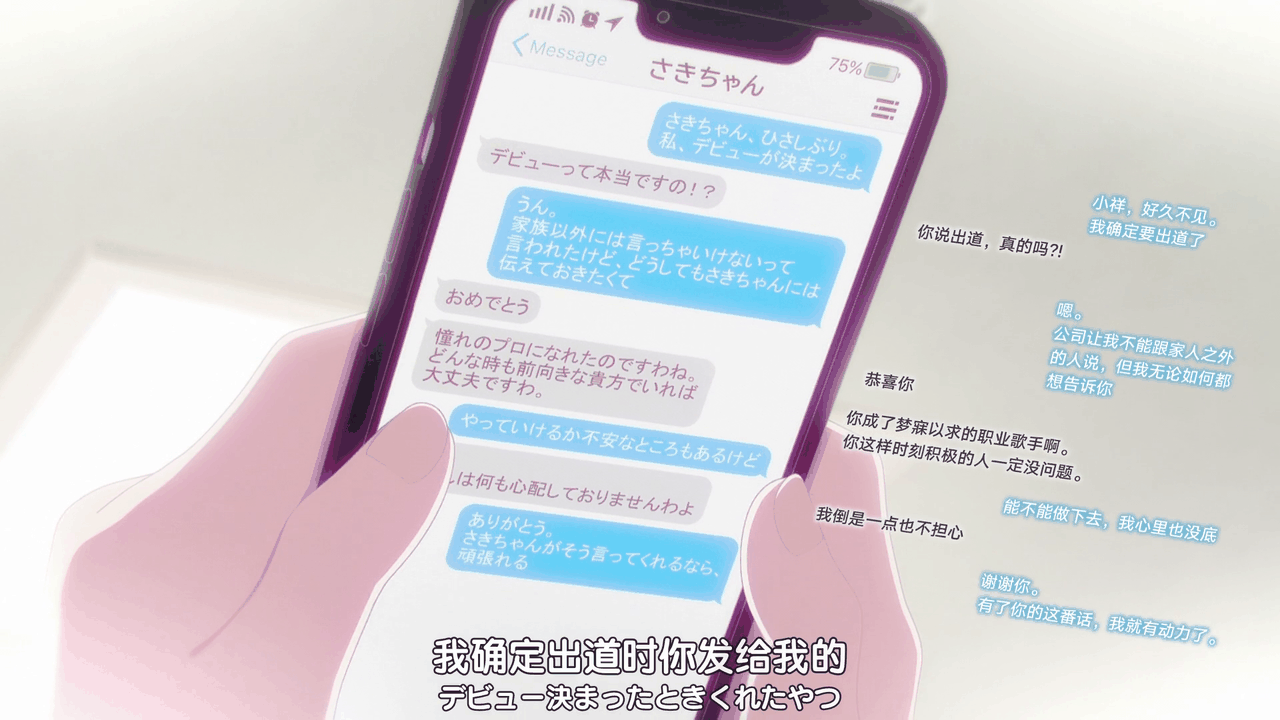 Message
さきちゃん
75%
さきちゃん、ひさしぶり。
私、デビューが決まったよ
デビューって本当ですの！？
うん。
家族以外には言っちゃいけないって
言われたけど、どうしてもさきちゃんには
伝えておきたくて
おめでとう
憧れのプロになれたのですわね。
どんな時も前向きな貴方でいれば
大丈夫ですわ。
やっていけるか不安なところもあるけど
は何も心配しておりませんわよ
ありがとう。
さきちゃんがそう言ってくれるなら、
頑張れる
小祥，好久不见。
我确定要出道了
你说出道，真的吗?!
嗯。
公司让我不能跟家人之外
的人说，但我无论如何都
想告诉你
恭喜你
你成了梦寐以求的职业歌手啊。
你这样时刻积极的人一定没问题。
能不能做下去，我心里也没底
我倒是一点也不担心
谢谢你。
有了你的这番话，我就有动力了。
我确定出道时你发给我的
デビュー決まったときくれたやつ